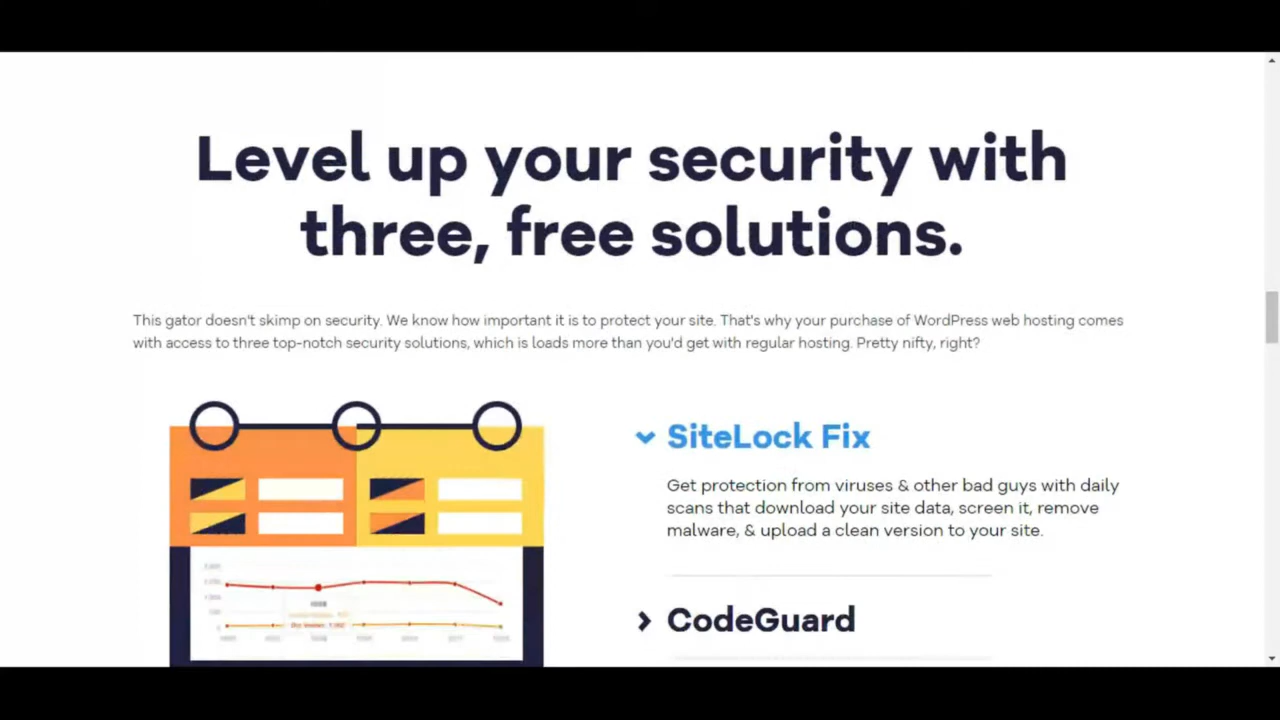 Level up your security with
three, free solutions.
This gator doesn't skimp on security. We know how important it is to protect your site. That's why your purchase of WordPress web hosting comes
with access to three top-notch security solutions, which is loads more than you'd get with regular hosting. Pretty nifty, right?
SiteLock Fix
Get protection from viruses & other bad guys with daily
scans that download your site data, screen it, remove
malware, & upload a clean version to your site.
CodeGuard